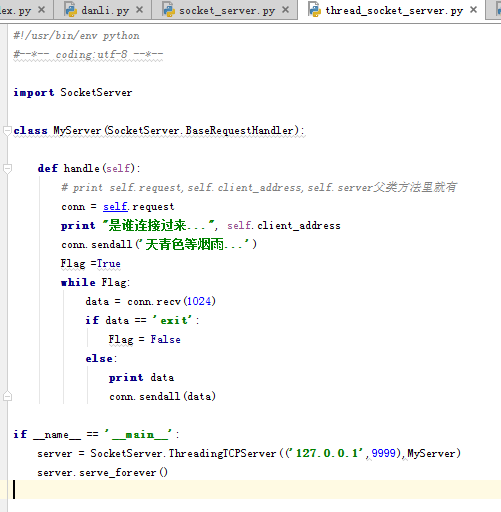 ex.py danli.py socket_server.py thread_socket_server.py
#!/usr/bin/env python
#--*-- coding:utf-8 --*--
import SocketServer
class MyServer(SocketServer.BaseRequestHandler):
def handle(self):
# print self.request,self.client_address,self.server父类方法里就有
conn = self.request
print "是谁连接过来...", self.client_address
conn.sendall('天青色等烟雨...')
Flag =True
while Flag:
data = conn.recv(1024)
if data == 'exit':
Flag = False
else:
print data
conn.sendall(data)
if __name__ == '__main__':
server = SocketServer.ThreadingTCPServer(('127.0.0.1',9999),MyServer)
server.serve_forever()